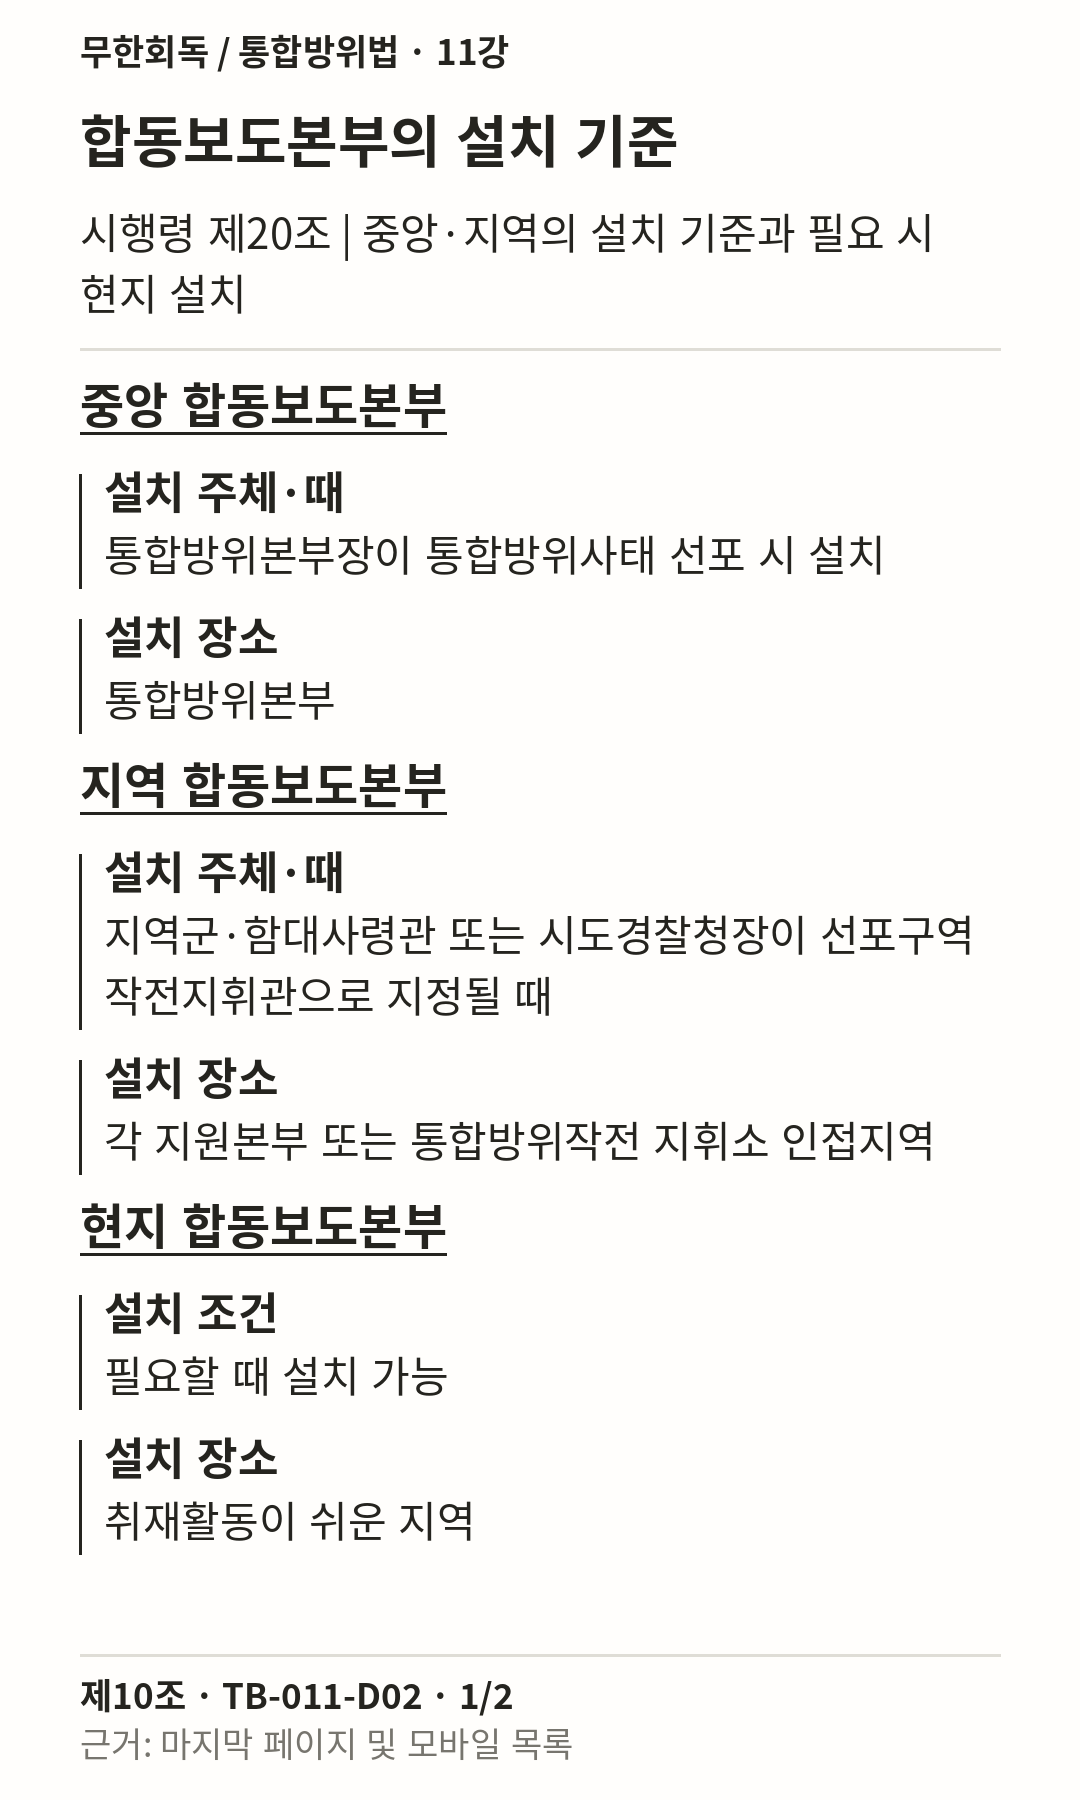 무한회독 / 통합방위법 · 11강
합동보도본부의 설치 기준
시행령 제20조 | 중앙·지역의 설치 기준과 필요 시
현지 설치
중앙 합동보도본부
설치 주체·때
통합방위본부장이 통합방위사태 선포 시 설치
설치 장소
통합방위본부
지역 합동보도본부
설치 주체·때
지역군·함대사령관 또는 시도경찰청장이 선포구역
작전지휘관으로 지정될 때
설치 장소
각 지원본부 또는 통합방위작전 지휘소 인접지역
현지 합동보도본부
설치 조건
필요할 때 설치 가능
설치 장소
취재활동이 쉬운 지역
제10조 · TB-011-D02 · 1/2
근거: 마지막 페이지 및 모바일 목록